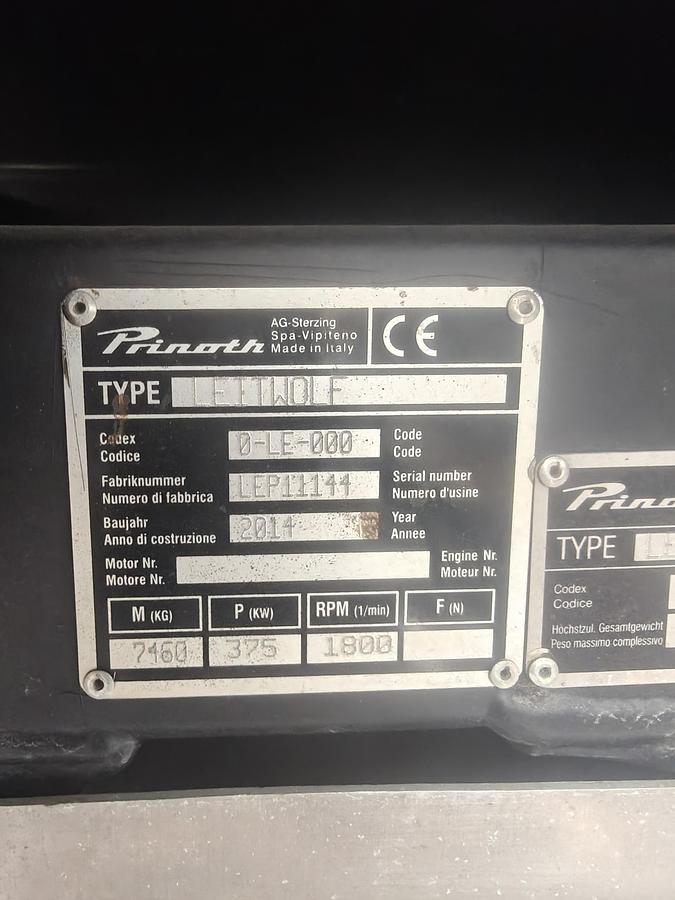 Prinoth
AG-Sterzing
Spa-Vipiteno
Made in Italy
CE
TYPE LEITWOLF
Codex
Codice 0-LE-000 Code
Code
Fabriknummer
Numero di fabbrica LEP11144 Serial number
Numero d'usine
Baujahr
Anno di costruzione 2014 Year
Annee
Motor Nr.
Motore Nr. Engine Nr.
Moteur Nr.
M (KG) P (KW) RPM (1/min) F (N)
7460 375 1800
TYPE
Codex
Codice
Höchstzul. Gesamtgewicht
Peso massimo complessivo